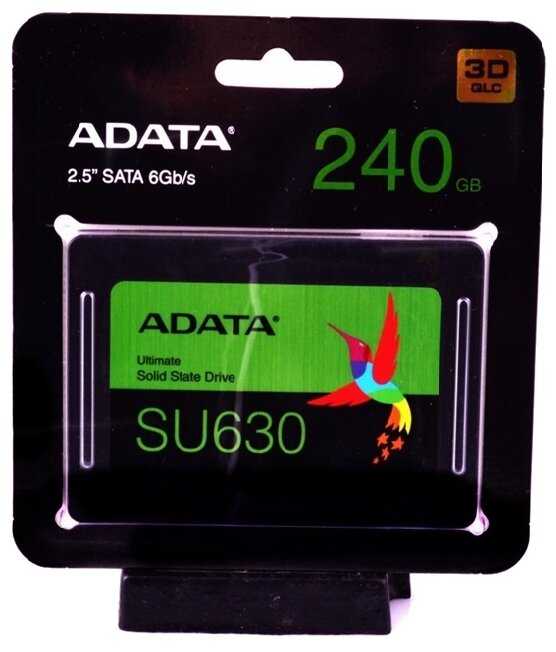 3D
QLC
ADATA®
240 GB
2.5” SATA 6Gb/s
ADATA®
Ultimate
Solid State Drive
SU630